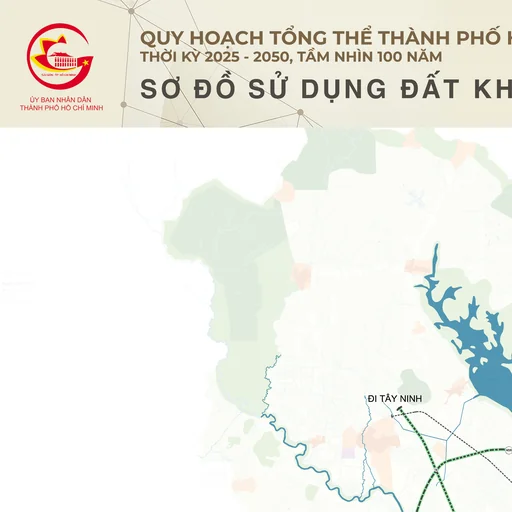 QUY HOẠCH TỔNG THỂ THÀNH PHỐ H
THỜI KỲ 2025 - 2050, TẦM NHÌN 100 NĂM
SƠ ĐỒ SỬ DỤNG ĐẤT KH
ỦY BAN NHÂN DÂN
THÀNH PHỐ HỒ CHÍ MINH
ĐI TÂY NINH